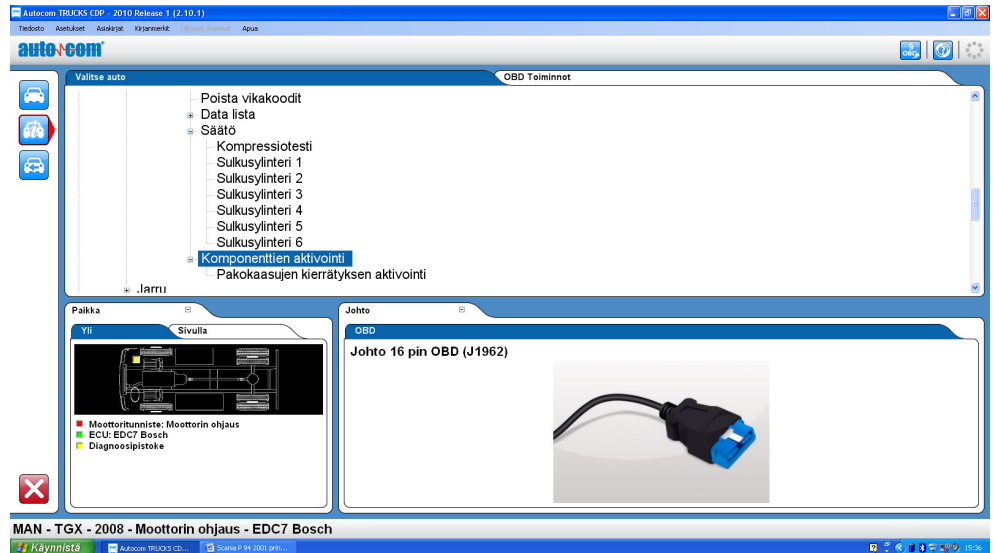 Autocom TRUCKS CDP - 2010 Release 1 (2.10.1)
Tiedosto Asetukset Asiakirjat Kirjanmerkit Apua
autocom
OBD
Valitse auto
OBD Toiminnot
Poista vikakoodit
Data lista
Säätö
Kompressiotesti
Sulkusylinteri 1
Sulkusylinteri 2
Sulkusylinteri 3
Sulkusylinteri 4
Sulkusylinteri 5
Sulkusylinteri 6
Komponenttien aktivointi
Pakokaasujen kierrätyksen aktivointi
Jarru
Paikka
Yli
Sivulla
Moottoritunniste: Moottorin ohjaus
ECU: EDC7 Bosch
Diagnoosipistoke
Johto
OBD
Johto 16 pin OBD (J1962)
MAN - TGX - 2008 - Moottorin ohjaus - EDC7 Bosch
Käynnistä
Autocom TRUCKS CD...
Scania P 94 2001 prin...
15:36